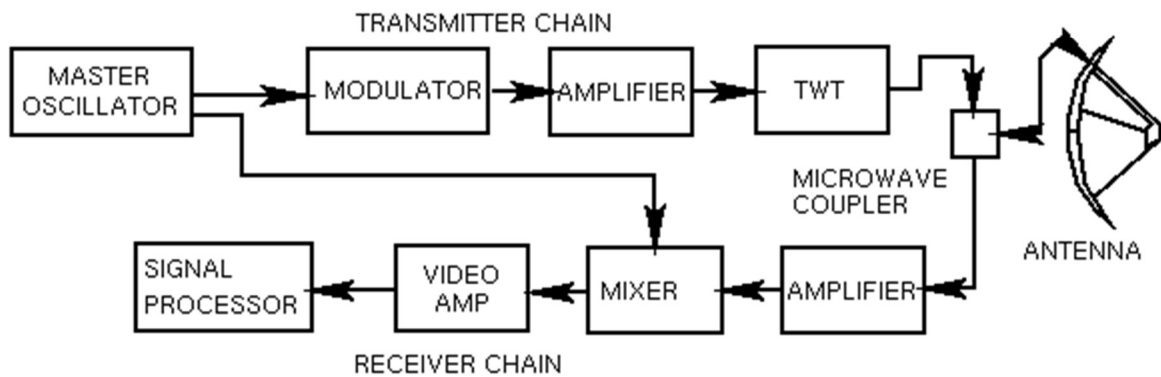 TRANSMITTER CHAIN
MASTER
OSCILLATOR
MODULATOR
AMPLIFIER
TWT
MICROWAVE
COUPLER
ANTENNA
SIGNAL
PROCESSOR
VIDEO
AMP
MIXER
AMPLIFIER
RECEIVER CHAIN